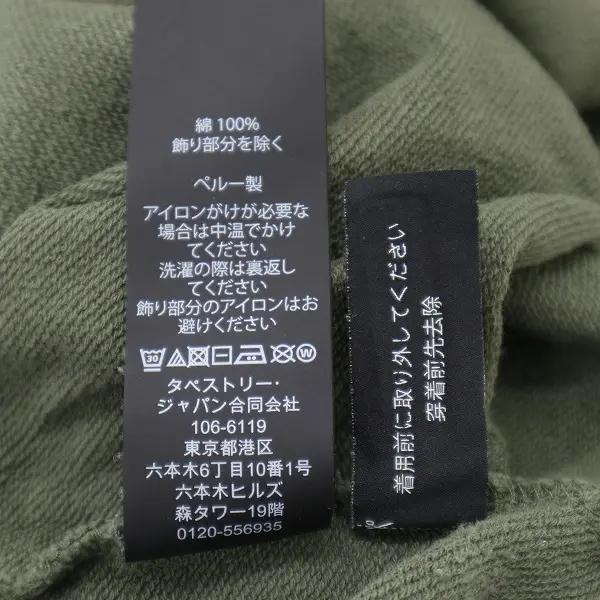 綿 100%
飾り部分を除く
ペルー製
アイロンがけが必要な
場合は中温でかけ
てください
洗濯の際は裏返し
てください
飾り部分のアイロンはお
避けください
30
W
タペストリー・
ジャパン合同会社
106-6119
東京都港区
六本木6丁目10番1号
六本木ヒルズ
森タワー19階
0120-556935
着用前に取り外してください
穿着前先去除